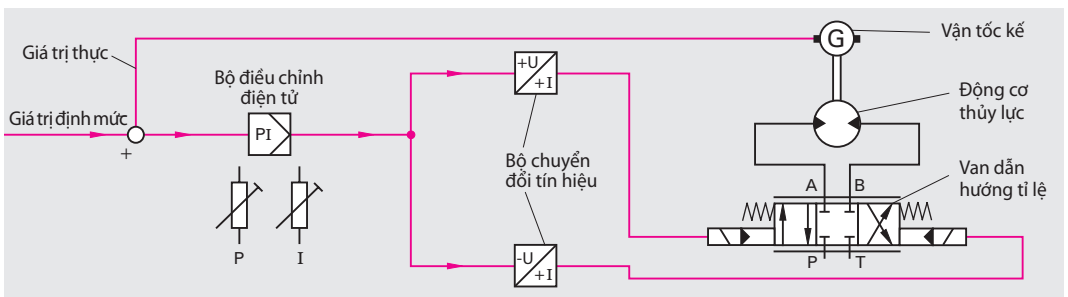 Giá trị thực
Giá trị định mức
+
Bộ điều chỉnh
điện tử
PI
P
I
+U
+I
Bộ chuyển
đổi tín hiệu
-U
+I
G
Vận tốc kế
Động cơ
thủy lực
Van dẫn
hướng tỉ lệ
A
B
P
T